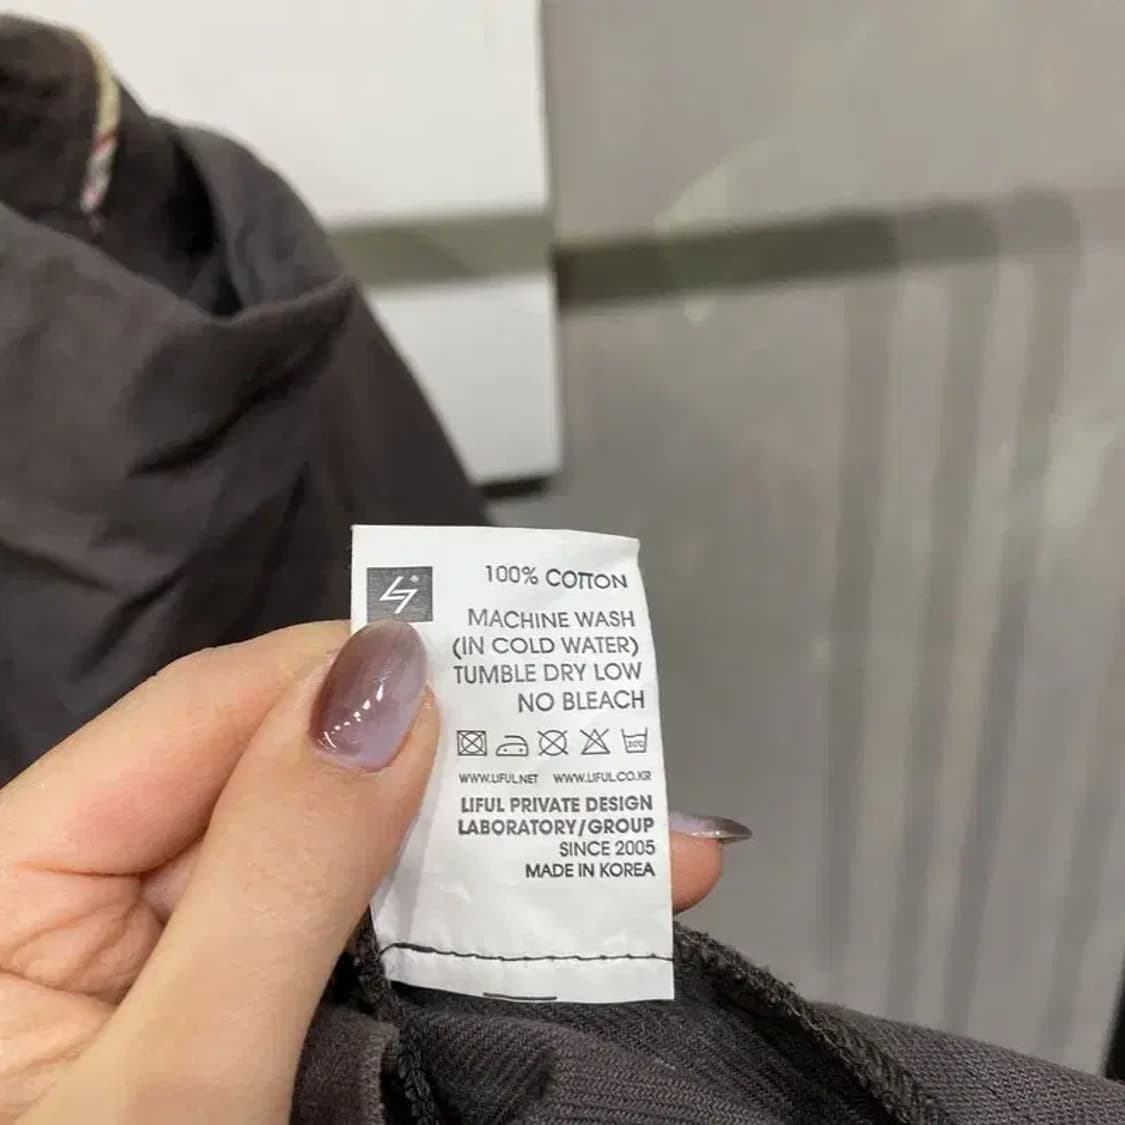 100% COTTON
MACHINE WASH
(IN COLD WATER)
TUMBLE DRY LOW
NO BLEACH
30°C
WWW.LIFUL.NET WWW.LIFUL.CO.KR
LIFUL PRIVATE DESIGN
LABORATORY/GROUP
SINCE 2005
MADE IN KOREA